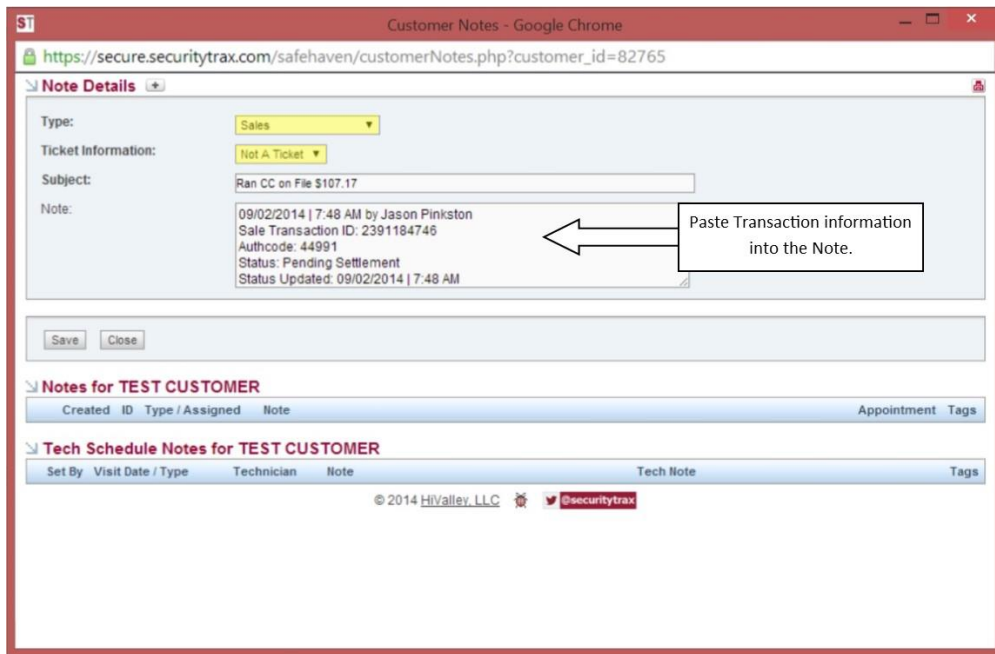 ST
Customer Notes - Google Chrome
https://secure.securitytrax.com/safehaven/customerNotes.php?customer_id=82765
Note Details +
Type: Sales
Ticket Information: Not A Ticket
Subject: Ran CC on File $107.17
Note:
09/02/2014 | 7:48 AM by Jason Pinkston
Sale Transaction ID: 2391184746
Authcode: 44991
Status: Pending Settlement
Status Updated: 09/02/2014 | 7:48 AM
Paste Transaction information
into the Note.
Save Close
Notes for TEST CUSTOMER
Created ID Type / Assigned Note Appointment Tags
Tech Schedule Notes for TEST CUSTOMER
Set By Visit Date / Type Technician Note Tech Note Tags
© 2014 HiValley, LLC @securitytrax